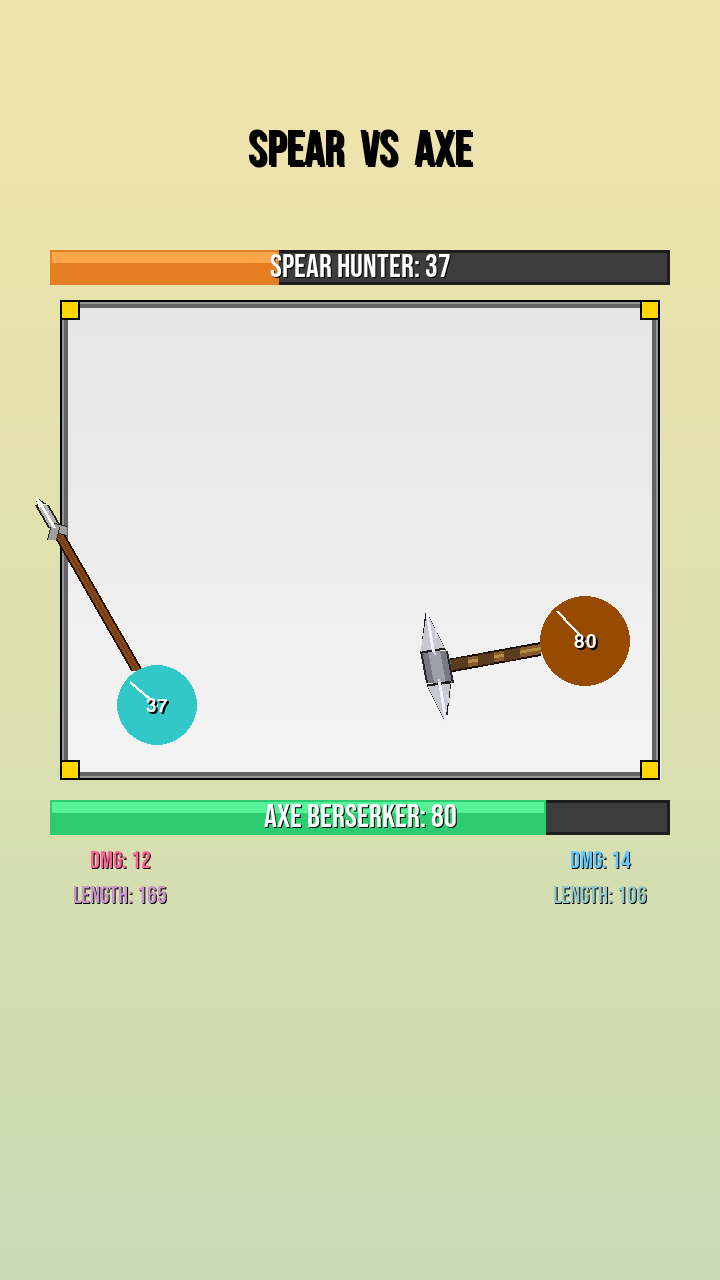 SPEAR VS AXE
SPEAR HUNTER: 37
37
80
AXE BERSERKER: 80
DMG: 12
DMG: 14
LENGTH: 165
LENGTH: 106